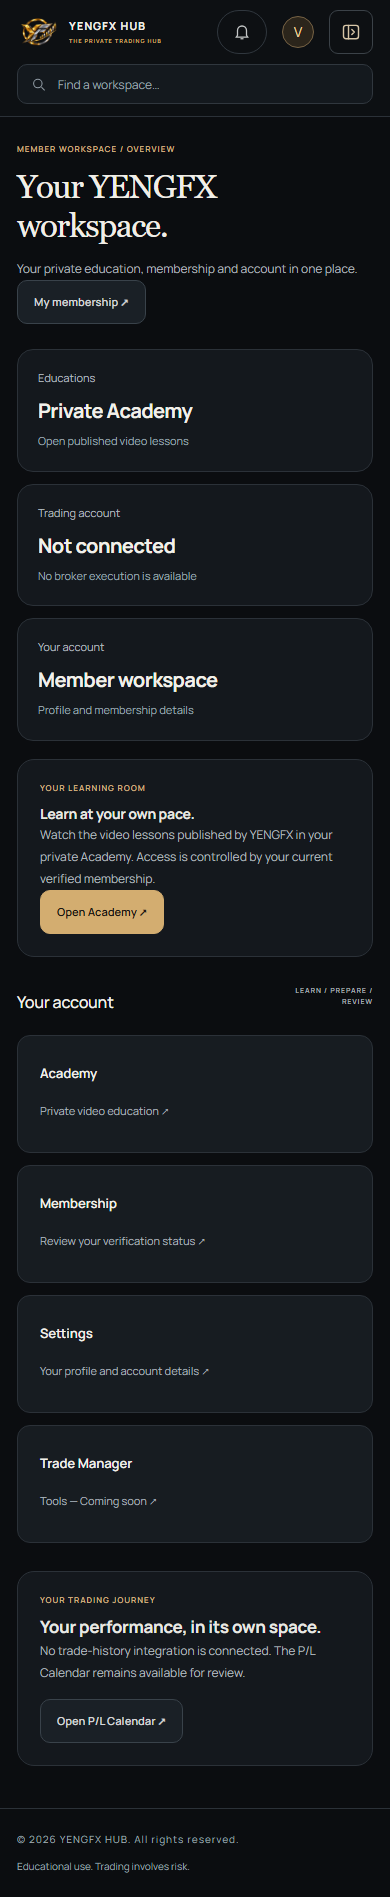 YENGFX HUB
THE PRIVATE TRADING HUB
V
Find a workspace...
MEMBER WORKSPACE / OVERVIEW
Your YENGFX
workspace.
Your private education, membership and account in one place.
My membership ↗
Educations
Private Academy
Open published video lessons
Trading account
Not connected
No broker execution is available
Your account
Member workspace
Profile and membership details
YOUR LEARNING ROOM
Learn at your own pace.
Watch the video lessons published by YENGFX in your
private Academy. Access is controlled by your current
verified membership.
Open Academy ↗
Your account
LEARN / PREPARE /
REVIEW
Academy
Private video education ↗
Membership
Review your verification status ↗
Settings
Your profile and account details ↗
Trade Manager
Tools — Coming soon ↗
YOUR TRADING JOURNEY
Your performance, in its own space.
No trade-history integration is connected. The P/L
Calendar remains available for review.
Open P/L Calendar ↗
© 2026 YENGFX HUB. All rights reserved.
Educational use. Trading involves risk.